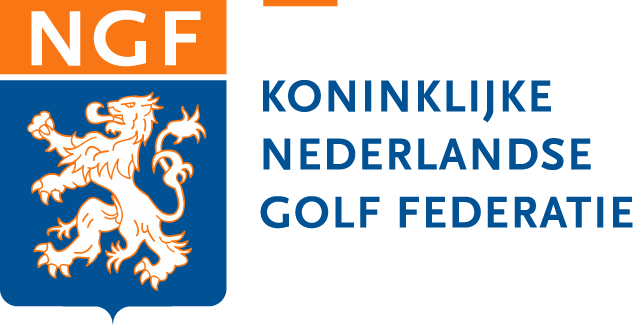 NGF
KONINKLIJKE
NEDERLANDSE
GOLF FEDERATIE